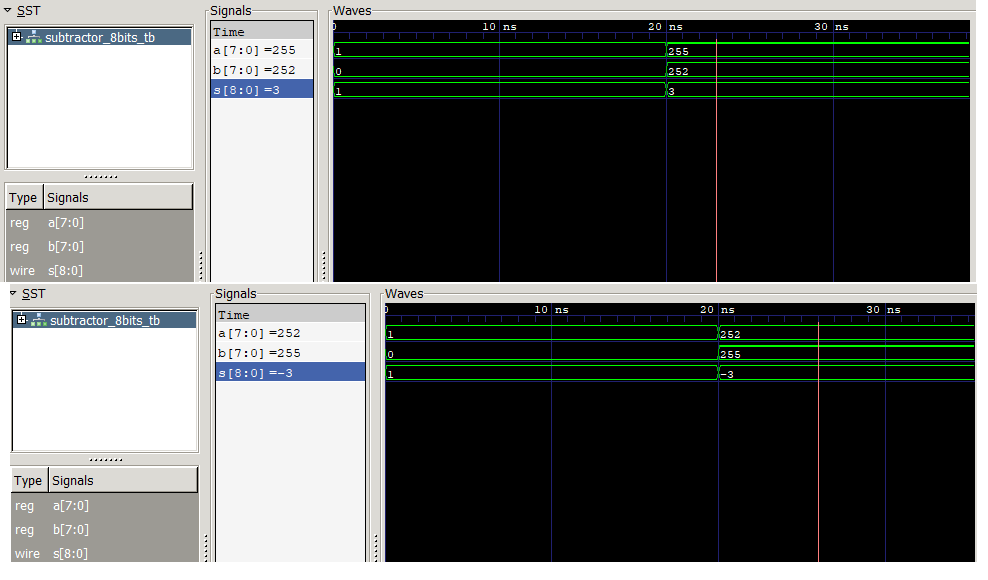 SST
subtractor_8bits_tb
Type Signals
reg a[7:0]
reg b[7:0]
wire s[8:0]
Signals
Time
a[7:0]=255
b[7:0]=252
s[8:0]=3
Waves
0 10 ns 20 ns 30 ns
1 255
0 252
1 3
SST
subtractor_8bits_tb
Type Signals
reg a[7:0]
reg b[7:0]
wire s[8:0]
Signals
Time
a[7:0]=252
b[7:0]=255
s[8:0]=-3
Waves
0 10 ns 20 ns 30 ns
1 252
0 255
1 -3